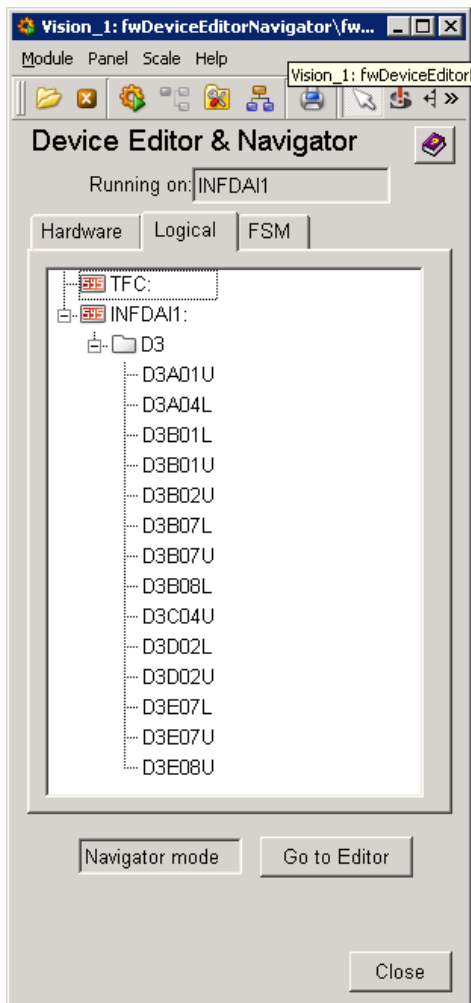 Vision_1: fwDeviceEditorNavigator\fw...
Module Panel Scale Help
Vision_1: fwDeviceEditor
Device Editor & Navigator
Running on: INFDAI1
Hardware Logical FSM
SYS TFC:
SYS INFDAI1:
D3
D3A01U
D3A04L
D3B01L
D3B01U
D3B02U
D3B07L
D3B07U
D3B08L
D3C04U
D3D02L
D3D02U
D3E07L
D3E07U
D3E08U
Navigator mode Go to Editor
Close